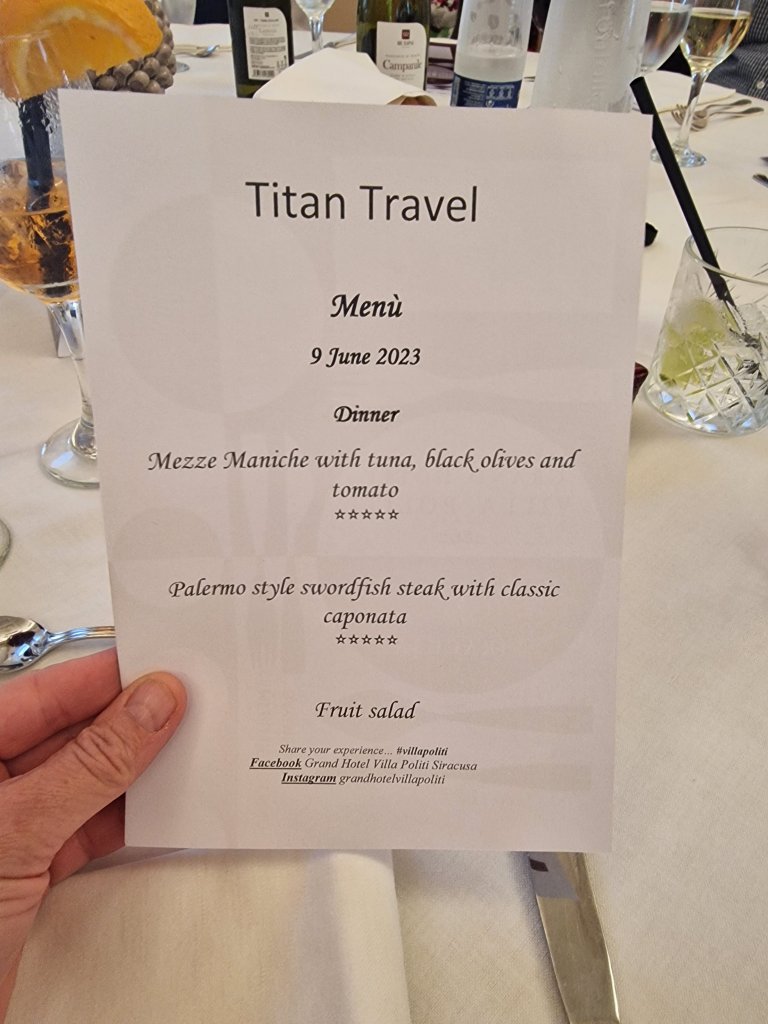 Campanile
Titan Travel
Menù
9 June 2023
Dinner
Mezze Maniche with tuna, black olives and
tomato
☆☆☆☆☆
Palermo style swordfish steak with classic
caponata
☆☆☆☆☆
Fruit salad
Share your experience... #villapoliti
Facebook Grand Hotel Villa Politi Siracusa
Instagram grandhotelvillapoliti